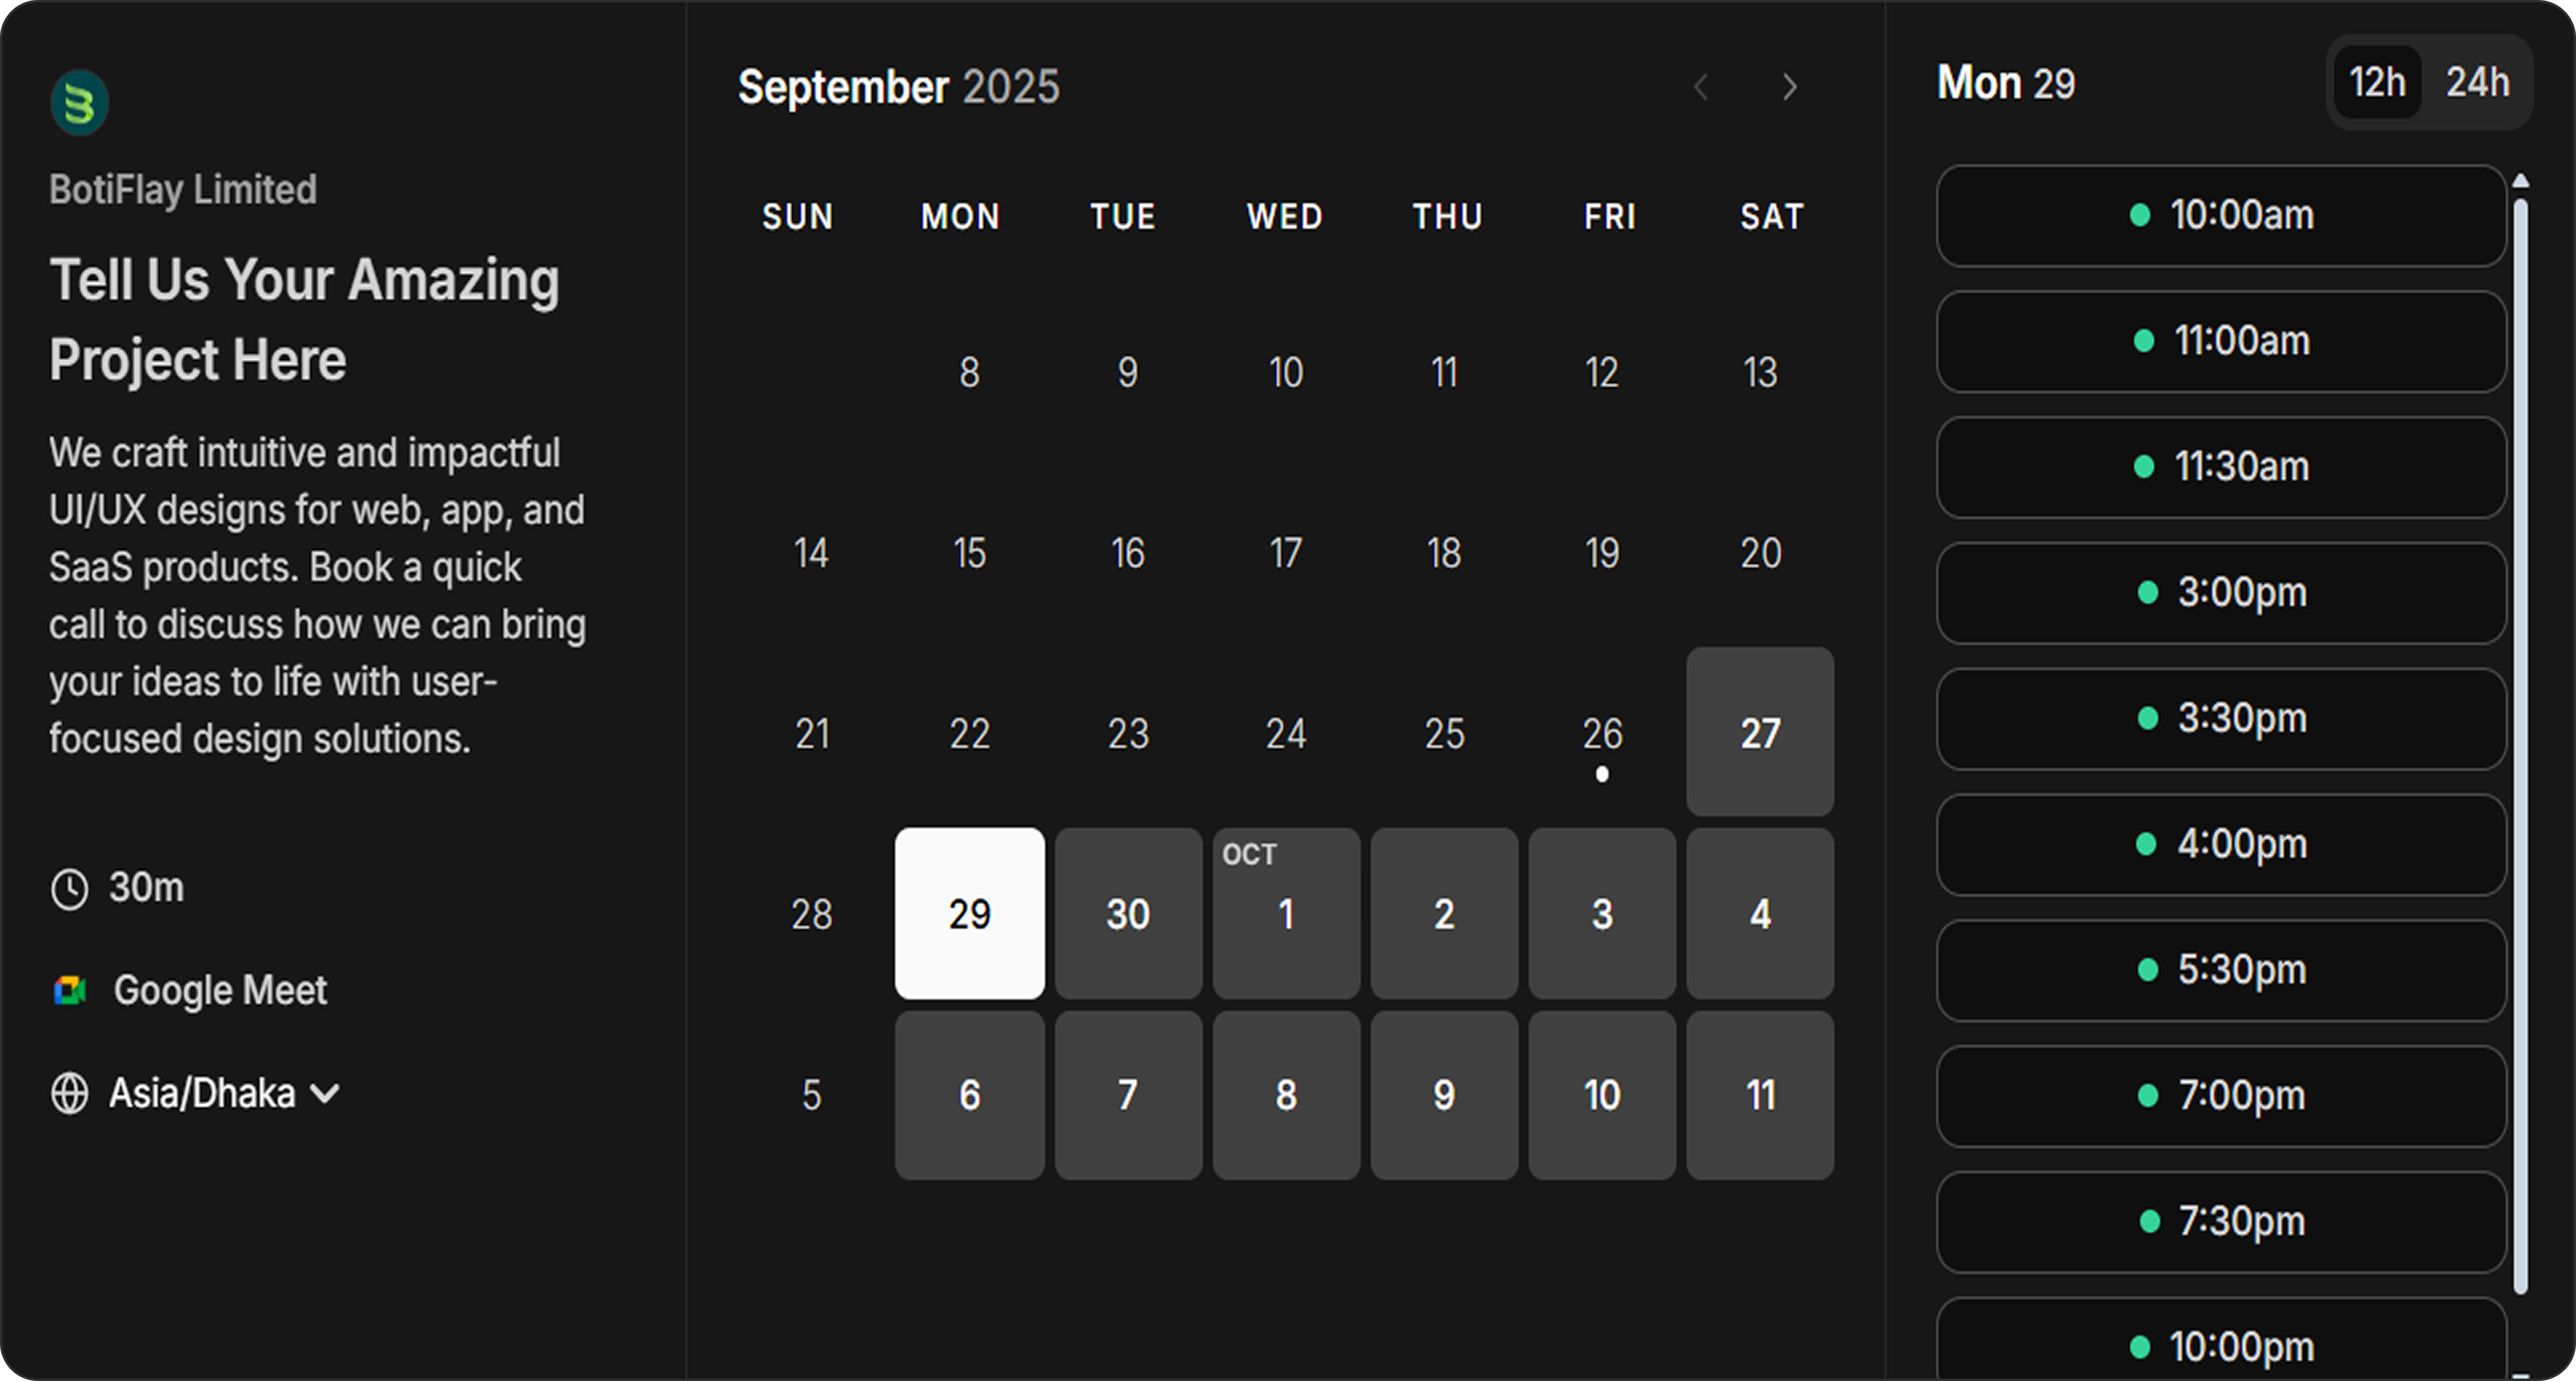 BotiFlay Limited
Tell Us Your Amazing
Project Here
We craft intuitive and impactful
UI/UX designs for web, app, and
SaaS products. Book a quick
call to discuss how we can bring
your ideas to life with user-
focused design solutions.
30m
Google Meet
Asia/Dhaka
September 2025
SUN MON TUE WED THU FRI SAT
8 9 10 11 12 13
14 15 16 17 18 19 20
21 22 23 24 25 26 27
OCT
28 29 30 1 2 3 4
5 6 7 8 9 10 11
Mon 29 12h 24h
10:00am
11:00am
11:30am
3:00pm
3:30pm
4:00pm
5:30pm
7:00pm
7:30pm
10:00pm